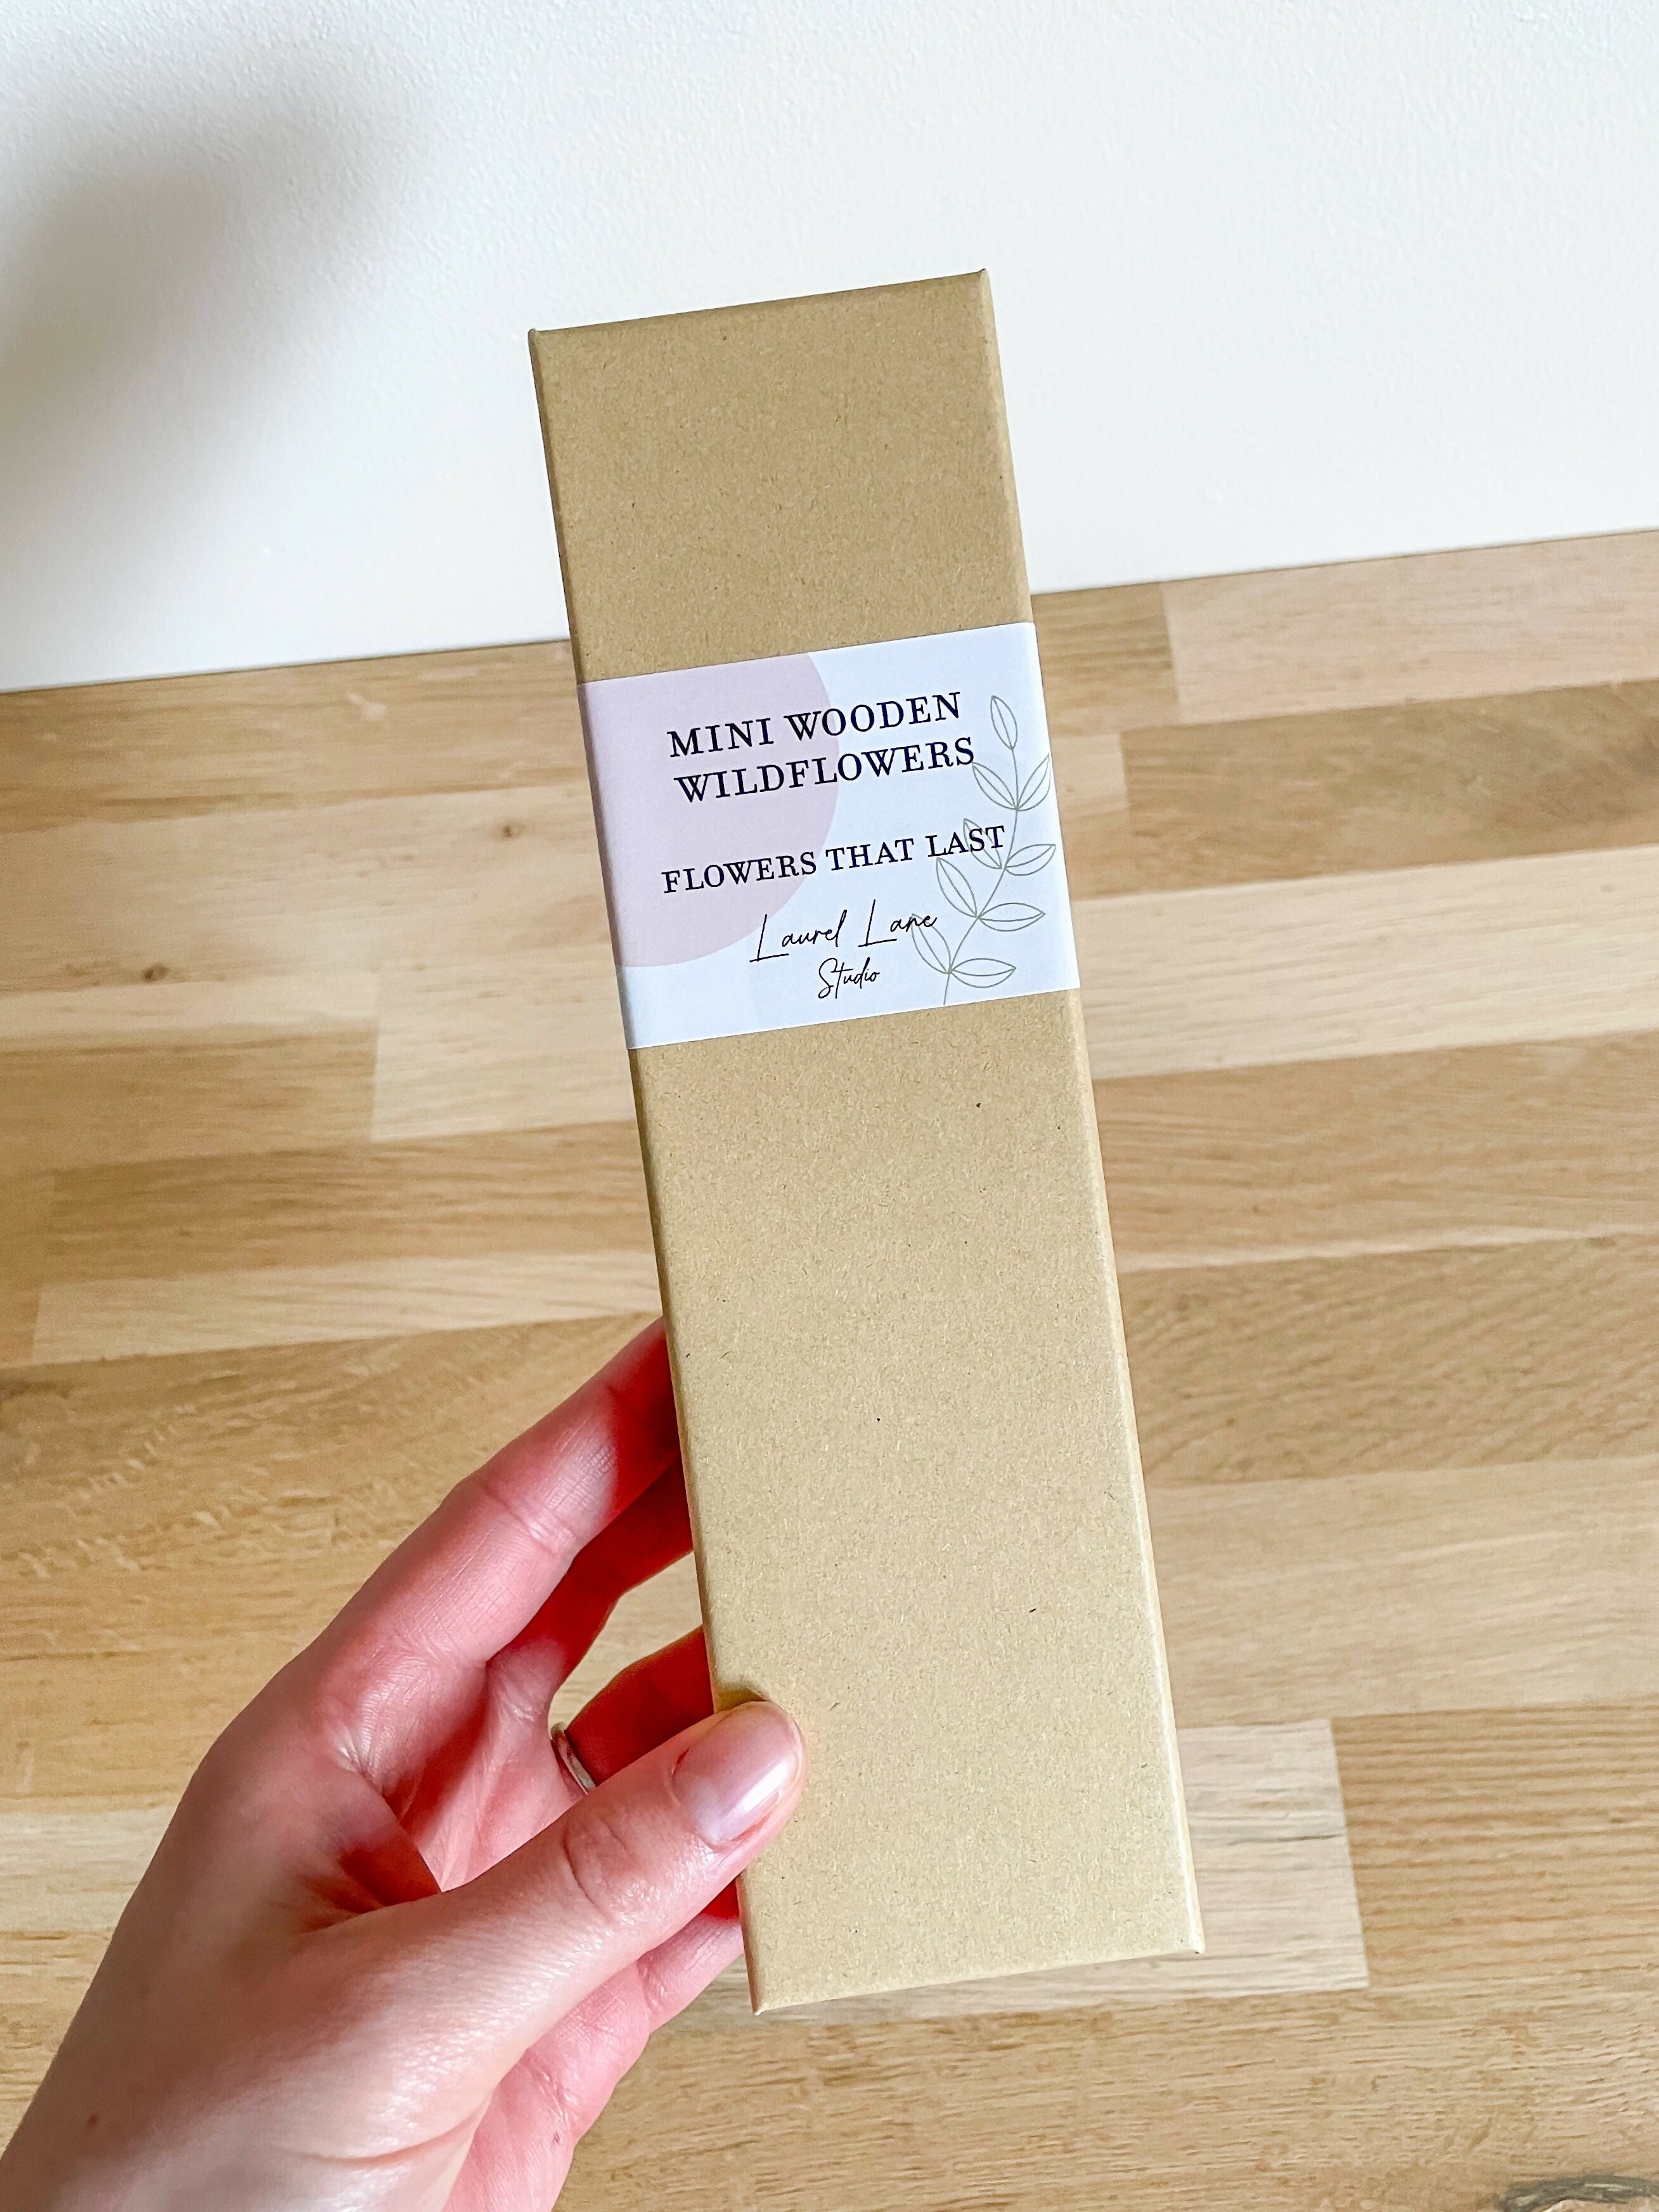 MINI WOODEN
WILDFLOWERS
FLOWERS THAT LAST
Laurel Lane
Studio